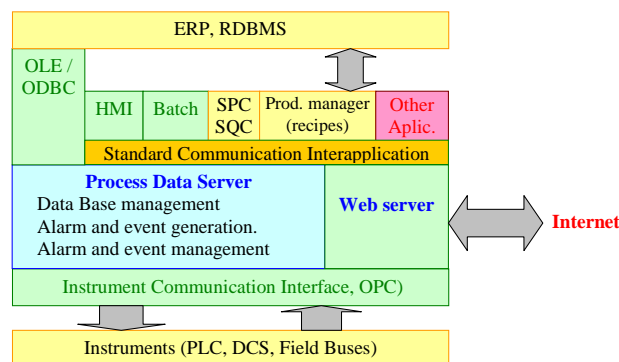 ERP, RDBMS
OLE /
ODBC
HMI
Batch
SPC
SQC
Prod. manager
(recipes)
Other
Aplic.
Standard Communication Interapplication
Process Data Server
Data Base management
Alarm and event generation.
Alarm and event management
Web server
Internet
Instrument Communication Interface, OPC)
Instruments (PLC, DCS, Field Buses)